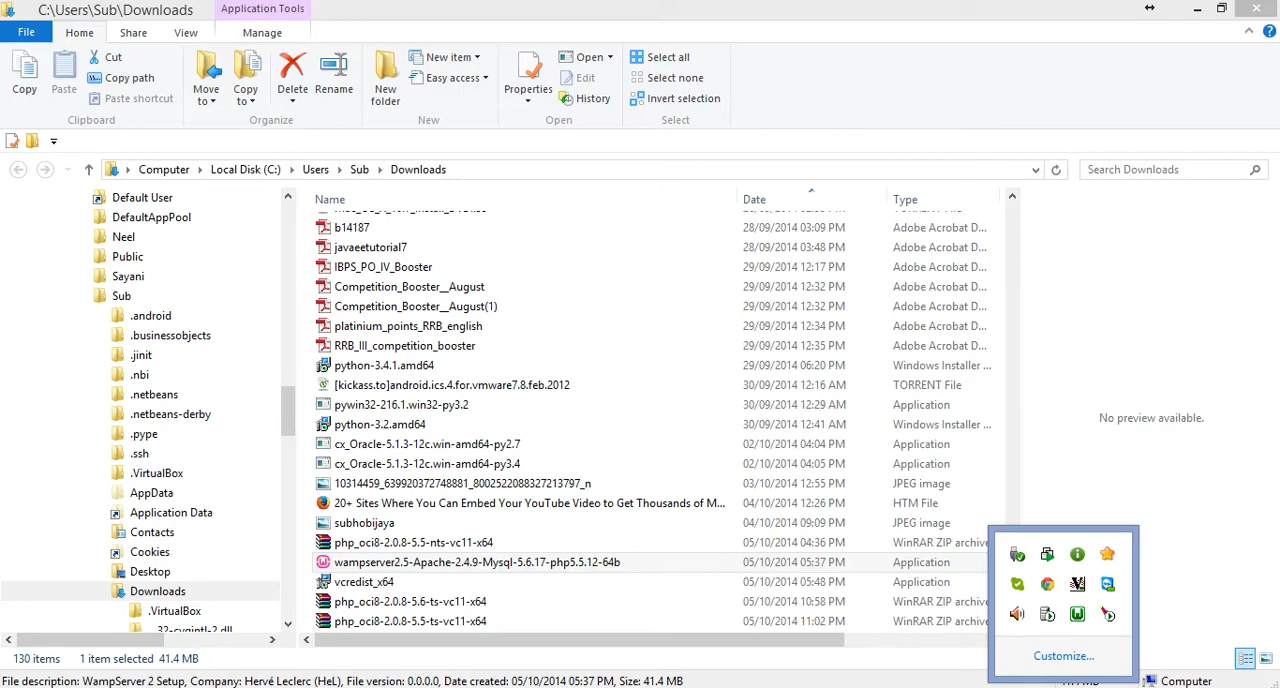 C:\Users\Sub\Downloads
Application Tools
File
Home
Share
View
Manage
Copy
Paste
Cut
Copy path
Paste shortcut
Clipboard
Move to
Copy to
Delete
Rename
Organize
New folder
New item
Easy access
New
Properties
Open
Edit
History
Open
Select all
Select none
Invert selection
Select
Computer Local Disk (C:) Users Sub Downloads
Search Downloads
Default User
DefaultAppPool
Neel
Public
Sayani
Sub
.android
.businessobjects
.jinit
.nbi
.netbeans
.netbeans-derby
.pype
.ssh
.VirtualBox
AppData
Application Data
Contacts
Cookies
Desktop
Downloads
.VirtualBox
Name Date Type
b14187 28/09/2014 03:09 PM Adobe Acrobat D...
javaeetutorial7 28/09/2014 03:48 PM Adobe Acrobat D...
IBPS_PO_IV_Booster 29/09/2014 12:17 PM Adobe Acrobat D...
Competition_Booster__August 29/09/2014 12:32 PM Adobe Acrobat D...
Competition_Booster__August(1) 29/09/2014 12:32 PM Adobe Acrobat D...
platinium_points_RRB_english 29/09/2014 12:34 PM Adobe Acrobat D...
RRB_III_competition_booster 29/09/2014 12:35 PM Adobe Acrobat D...
python-3.4.1.amd64 29/09/2014 06:20 PM Windows Installer ...
[kickass.to]android.ics.4.for.vmware7.8.feb.2012 30/09/2014 12:16 AM TORRENT File
pywin32-216.1.win32-py3.2 30/09/2014 12:29 AM Application
python-3.2.amd64 30/09/2014 12:41 AM Windows Installer ...
cx_Oracle-5.1.3-12c.win-amd64-py2.7 02/10/2014 04:04 PM Application
cx_Oracle-5.1.3-12c.win-amd64-py3.4 02/10/2014 04:05 PM Application
10314459_639920372748881_8002522088327213797_n 03/10/2014 12:55 PM JPEG image
20+ Sites Where You Can Embed Your YouTube Video to Get Thousands of M... 04/10/2014 12:26 PM HTM File
subhobijaya 04/10/2014 09:09 PM JPEG image
php_oci8-2.0.8-5.5-nts-vc11-x64 05/10/2014 04:36 PM WinRAR ZIP archive
wampserver2.5-Apache-2.4.9-Mysql-5.6.17-php5.5.12-64b 05/10/2014 05:37 PM Application
vcredist_x64 05/10/2014 05:48 PM Application
php_oci8-2.0.8-5.6-ts-vc11-x64 05/10/2014 10:58 PM WinRAR ZIP archive
php_oci8-2.0.8-5.5-ts-vc11-x64 05/10/2014 11:02 PM WinRAR ZIP archive
No preview available.
Customize...
130 items 1 item selected 41.4 MB
File description: WampServer 2 Setup, Company: Hervé Leclerc (HeL), File version: 0.0.0.0, Date created: 05/10/2014 05:37 PM, Size: 41.4 MB
Computer